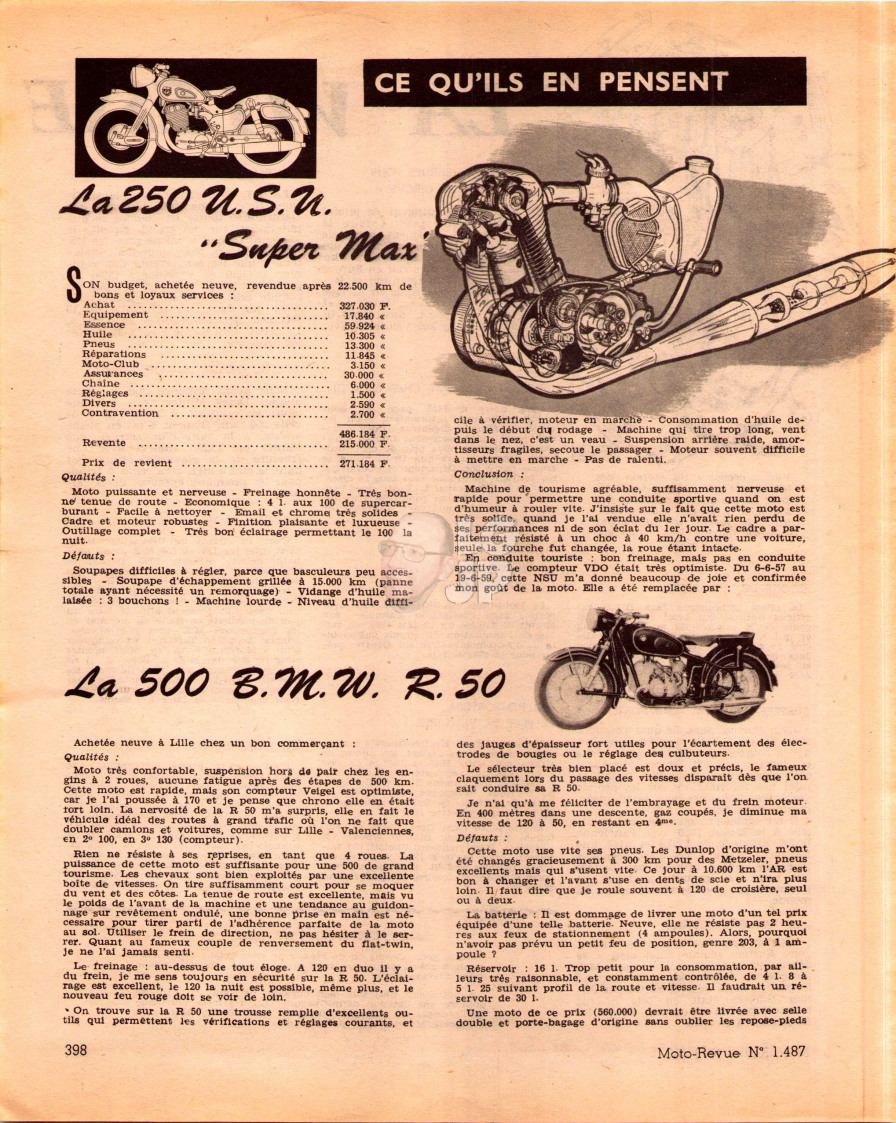 CE QU'ILS EN PENSENT
La 250 N.S.U.
"Super Max"
SON budget, achetée neuve, revendue après 22.500 km de
bons et loyaux services :
Achat 327.030 F.
Equipement 17.840 «
Essence 59.924 «
Huile 10.305 «
Pneus 13.300 «
Réparations 11.845 «
Moto-Club 3.150 «
Assurances 30.000 «
Chaîne 6.000 «
Réglages 1.500 «
Divers 2.590 «
Contravention 2.700 «
486.184 F.
Revente 215.000 F.
Prix de revient 271.184 F.
Qualités :
Moto puissante et nerveuse - Freinage honnête - Très bon-
ne tenue de route - Economique : 4 l. aux 100 de supercar-
burant - Facile à nettoyer - Email et chrome très solides -
Cadre et moteur robustes - Finition plaisante et luxueuse -
Outillage complet - Très bon éclairage permettant le 100 la
nuit.
Défauts :
Soupapes difficiles à régler, parce que basculeurs peu acces-
sibles - Soupape d'échappement grillée à 15.000 km (panne
totale ayant nécessité un remorquage) - Vidange d'huile ma-
laisée : 3 bouchons ! - Machine lourde - Niveau d'huile diffi-
cile à vérifier, moteur en marche - Consommation d'huile de-
puis le début du rodage - Machine qui tire trop long, vent
dans le nez, c'est un veau - Suspension arrière raide, amor-
tisseurs fragiles, secoue le passager - Moteur souvent difficile
à mettre en marche - Pas de ralenti.
Conclusion :
Machine de tourisme agréable, suffisamment nerveuse et
rapide pour permettre une conduite sportive quand on est
d'humeur à rouler vite. J'insiste sur le fait que cette moto est
très solide, quand je l'ai vendue elle n'avait rien perdu de
ses performances ni de son éclat du 1er jour. Le cadre a par-
faitement résisté à un choc à 40 km/h contre une voiture,
seule la fourche fut changée, la roue étant intacte.
En conduite touriste : bon freinage, mais pas en conduite
sportive. Le compteur VDO était très optimiste. Du 6-6-57 au
19-6-59, cette NSU m'a donné beaucoup de joie et confirmée
mon goût de la moto. Elle a été remplacée par :
La 500 B.M.W. R. 50
Achetée neuve à Lille chez un bon commerçant :
Qualités :
Moto très confortable, suspension hors de pair chez les en-
gins à 2 roues, aucune fatigue après des étapes de 500 km.
Cette moto est rapide, mais son compteur Veigel est optimiste,
car je l'ai poussée à 170 et je pense que chrono elle en était
fort loin. La nervosité de la R 50 m'a surpris, elle en fait le
véhicule idéal des routes à grand trafic où l'on ne fait que
doubler camions et voitures, comme sur Lille - Valenciennes,
en 2e 100, en 3e 130 (compteur).
Rien ne résiste à ses reprises, en tant que 4 roues. La
puissance de cette moto est suffisante pour une 500 de grand
tourisme. Les chevaux sont bien exploités par une excellente
boîte de vitesses. On tire suffisamment court pour se moquer
du vent et des côtes. La tenue de route est excellente, mais vu
le poids de l'avant de la machine et une tendance au guidon-
nage sur revêtement ondulé, une bonne prise en main est né-
cessaire pour tirer parti de l'adhérence parfaite de la moto
au sol. Utiliser le frein de direction, ne pas hésiter à le ser-
rer. Quant au fameux couple de renversement du flat-twin,
je ne l'ai jamais senti.
Le freinage : au-dessus de tout éloge. A 120 en duo il y a
du frein, je me sens toujours en sécurité sur la R 50. L'éclai-
rage est excellent, le 120 la nuit est possible, même plus, et le
nouveau feu rouge doit se voir de loin.
On trouve sur la R 50 une trousse remplie d'excellents ou-
tils qui permettent les vérifications et réglages courants, et
des jauges d'épaisseur fort utiles pour l'écartement des élec-
trodes de bougies ou le réglage des culbuteurs.
Le sélecteur très bien placé est doux et précis, le fameux
claquement lors du passage des vitesses disparaît dès que l'on
sait conduire sa R 50.
Je n'ai qu'à me féliciter de l'embrayage et du frein moteur.
En 400 mètres dans une descente, gaz coupés, je diminue ma
vitesse de 120 à 50, en restant en 4me.
Défauts :
Cette moto use vite ses pneus. Les Dunlop d'origine m'ont
été changés gracieusement à 300 km pour des Metzeler, pneus
excellents mais qui s'usent vite. Ce jour à 10.600 km l'AR est
bon à changer et l'avant s'use en dents de scie et n'ira plus
loin. Il faut dire que je roule souvent à 120 de croisière, seul
ou à deux.
La batterie : Il est dommage de livrer une moto d'un tel prix
équipée d'une telle batterie. Neuve, elle ne résiste pas 2 heu-
res aux feux de stationnement (4 ampoules). Alors, pourquoi
n'avoir pas prévu un petit feu de position, genre 203, à 1 am-
poule ?
Réservoir : 16 l. Trop petit pour la consommation, par ail-
leurs très raisonnable, et constamment contrôlée, de 4 l. 8 à
5 l. 25 suivant profil de la route et vitesse. Il faudrait un ré-
servoir de 30 l.
Une moto de ce prix (560.000) devrait être livrée avec selle
double et porte-bagage d'origine sans oublier les repose-pieds
398
Moto-Revue N° 1.487